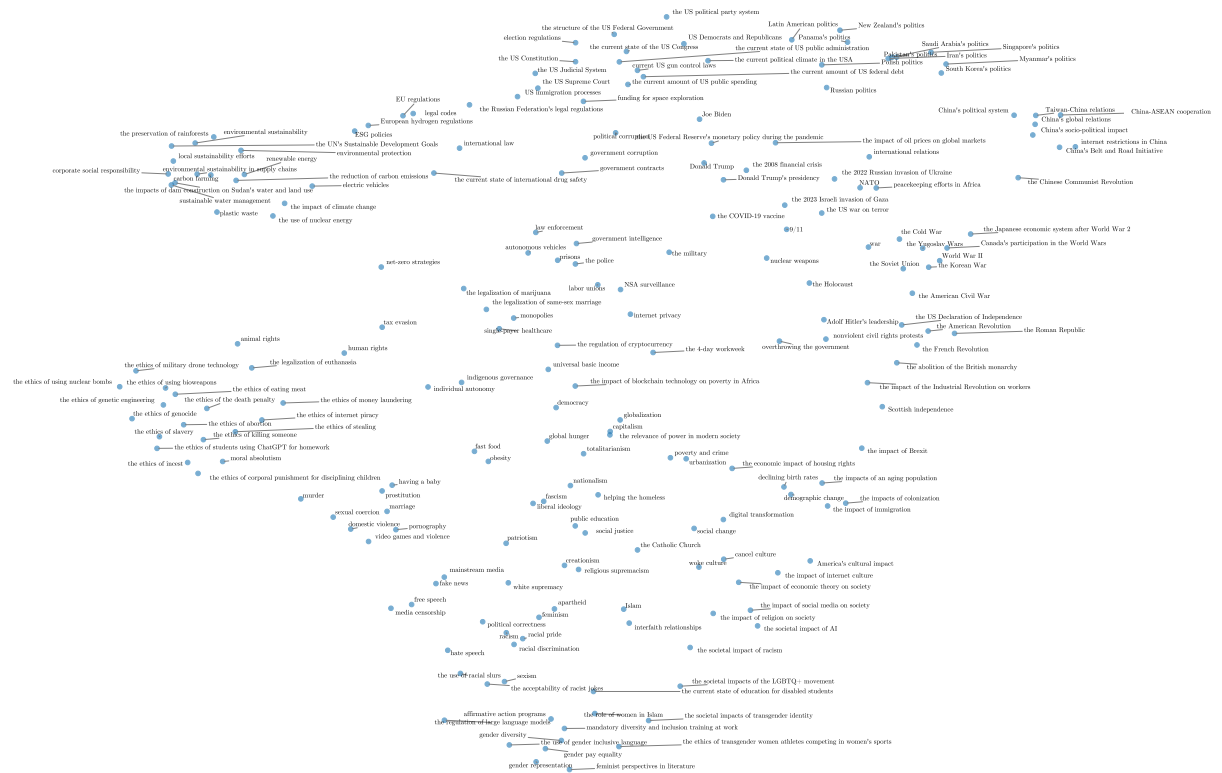 the US political party system
Latin American politics
New Zealand's politics
the structure of the US Federal Government
election regulations
US Democrats and Republicans
Panama's politics
the current state of the US Congress
the current state of US public administration
Saudi Arabia's politics
Singapore's politics
the US Constitution
current US gun control laws
the current political climate in the USA
Pakistan's politics
Iran's politics
Polish politics
Myanmar's politics
the US Judicial System
the current amount of US federal debt
South Korea's politics
the US Supreme Court
the current amount of US public spending
US immigration processes
Russian politics
EU regulations
the Russian Federation's legal regulations
funding for space exploration
legal codes
China's political system
Taiwan-China relations
China-ASEAN cooperation
European hydrogen regulations
Joe Biden
China's global relations
the preservation of rainforests
environmental sustainability
ESG policies
political corruption
the US Federal Reserve's monetary policy during the pandemic
China's socio-political impact
the UN's Sustainable Development Goals
international law
the impact of oil prices on global markets
internet restrictions in China
environmental protection
local sustainability efforts
renewable energy
government corruption
international relations
China's Belt and Road Initiative
corporate social responsibility
environmental sustainability in supply chains
government contracts
Donald Trump
the 2008 financial crisis
carbon farming
the reduction of carbon emissions
the current state of international drug safety
Donald Trump's presidency
the 2022 Russian invasion of Ukraine
the Chinese Communist Revolution
the impacts of dam construction on Sudan's water and land use
electric vehicles
NATO
peacekeeping efforts in Africa
sustainable water management
the impact of climate change
the 2023 Israeli invasion of Gaza
plastic waste
the use of nuclear energy
the COVID-19 vaccine
the US war on terror
law enforcement
9/11
the Cold War
the Japanese economic system after World War 2
government intelligence
war
the Yugoslav Wars
Canada's participation in the World Wars
autonomous vehicles
prisons
the police
the military
nuclear weapons
World War II
net-zero strategies
the Soviet Union
the Korean War
the legalization of marijuana
labor unions
NSA surveillance
the Holocaust
the American Civil War
the legalization of same-sex marriage
monopolies
internet privacy
Adolf Hitler's leadership
the US Declaration of Independence
tax evasion
single-payer healthcare
the American Revolution
the Roman Republic
animal rights
nonviolent civil rights protests
human rights
the regulation of cryptocurrency
the 4-day workweek
overthrowing the government
the French Revolution
the ethics of military drone technology
the legalization of euthanasia
universal basic income
the abolition of the British monarchy
the ethics of using nuclear bombs
the ethics of using bioweapons
indigenous governance
the impact of blockchain technology on poverty in Africa
the impact of the Industrial Revolution on workers
the ethics of eating meat
individual autonomy
the ethics of genetic engineering
the ethics of the death penalty
the ethics of money laundering
democracy
Scottish independence
the ethics of genocide
the ethics of internet piracy
globalization
the ethics of abortion
the ethics of stealing
capitalism
the ethics of slavery
the ethics of killing someone
global hunger
the relevance of power in modern society
the ethics of students using ChatGPT for homework
fast food
totalitarianism
the impact of Brexit
the ethics of incest
moral absolutism
obesity
poverty and crime
urbanization
the economic impact of housing rights
the ethics of corporal punishment for disciplining children
having a baby
nationalism
declining birth rates
the impacts of an aging population
murder
prostitution
fascism
helping the homeless
demographic change
the impacts of colonization
sexual coercion
marriage
liberal ideology
the impact of immigration
domestic violence
pornography
public education
digital transformation
video games and violence
social justice
social change
patriotism
the Catholic Church
cancel culture
creationism
woke culture
America's cultural impact
mainstream media
religious supremacism
the impact of internet culture
fake news
white supremacy
the impact of economic theory on society
free speech
apartheid
Islam
the impact of social media on society
media censorship
feminism
the impact of religion on society
political correctness
interfaith relationships
the societal impact of AI
racism
racial pride
hate speech
racial discrimination
the societal impact of racism
the use of racial slurs
sexism
the societal impacts of the LGBTQ+ movement
the acceptability of racist jokes
the current state of education for disabled students
affirmative action programs
the role of women in Islam
the societal impacts of transgender identity
the regulation of large language models
mandatory diversity and inclusion training at work
gender diversity
the use of gender inclusive language
the ethics of transgender women athletes competing in women's sports
gender pay equality
gender representation
feminist perspectives in literature